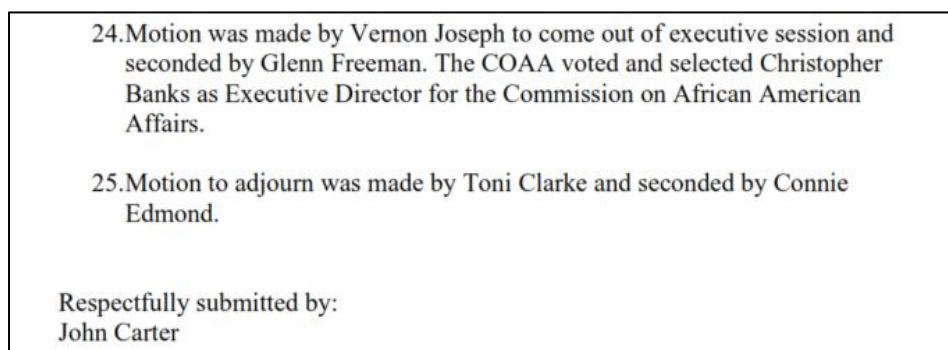 24.Motion was made by Vernon Joseph to come out of executive session and
seconded by Glenn Freeman. The COAA voted and selected Christopher
Banks as Executive Director for the Commission on African American
Affairs.
25.Motion to adjourn was made by Toni Clarke and seconded by Connie
Edmond.
Respectfully submitted by:
John Carter